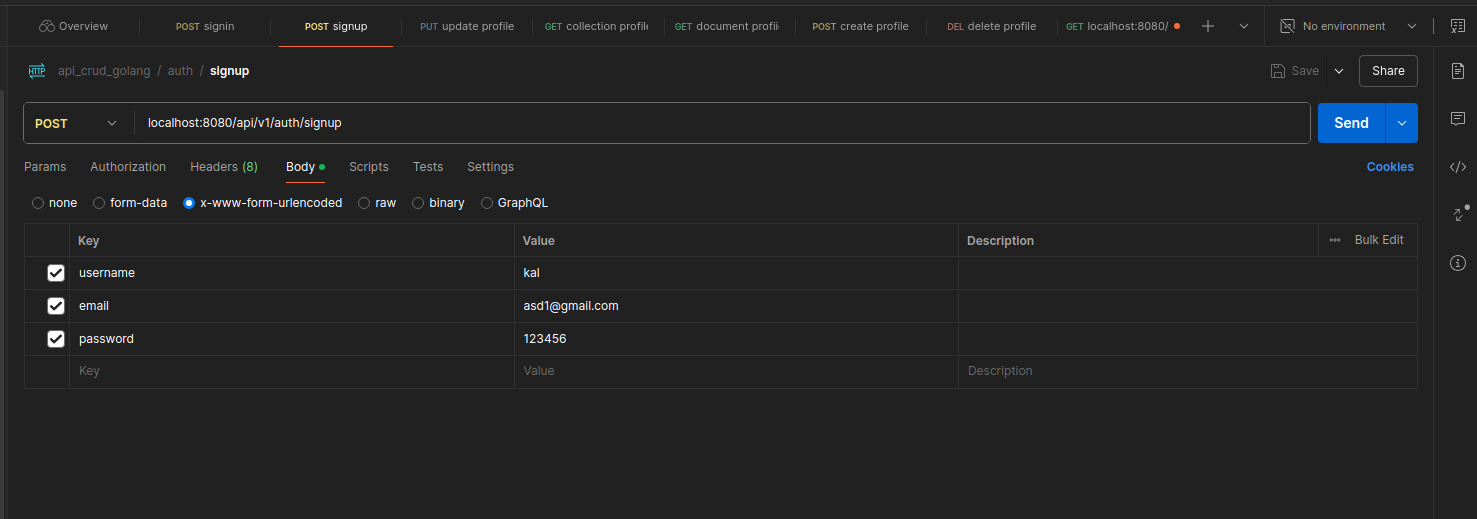 Overview POST signin POST signup PUT update profile GET collection profile GET document profil POST create profile DEL delete profile GET localhost:8080/ No environment
HTTP api_crud_golang / auth / signup Save Share
POST localhost:8080/api/v1/auth/signup Send
Params Authorization Headers (8) Body Scripts Tests Settings Cookies
none form-data x-www-form-urlencoded raw binary GraphQL
Key Value Description Bulk Edit
username kal
email asd1@gmail.com
password 123456
Key Value Description